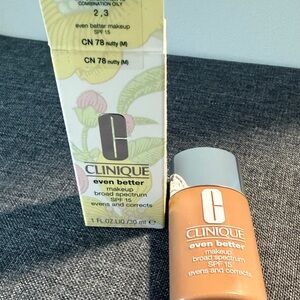 COMBINATION OILY
2 , 3
even better makeup
SPF 15
CN 78 nutty (M)
CN 78 nutty (M)
C
CLINIQUE
even better
makeup
broad spectrum
SPF 15
evens and corrects
1 FL.OZ.LIQ/30 ml ℮
C
CLINIQUE
even better
makeup
broad spectrum
SPF 15
evens and corrects